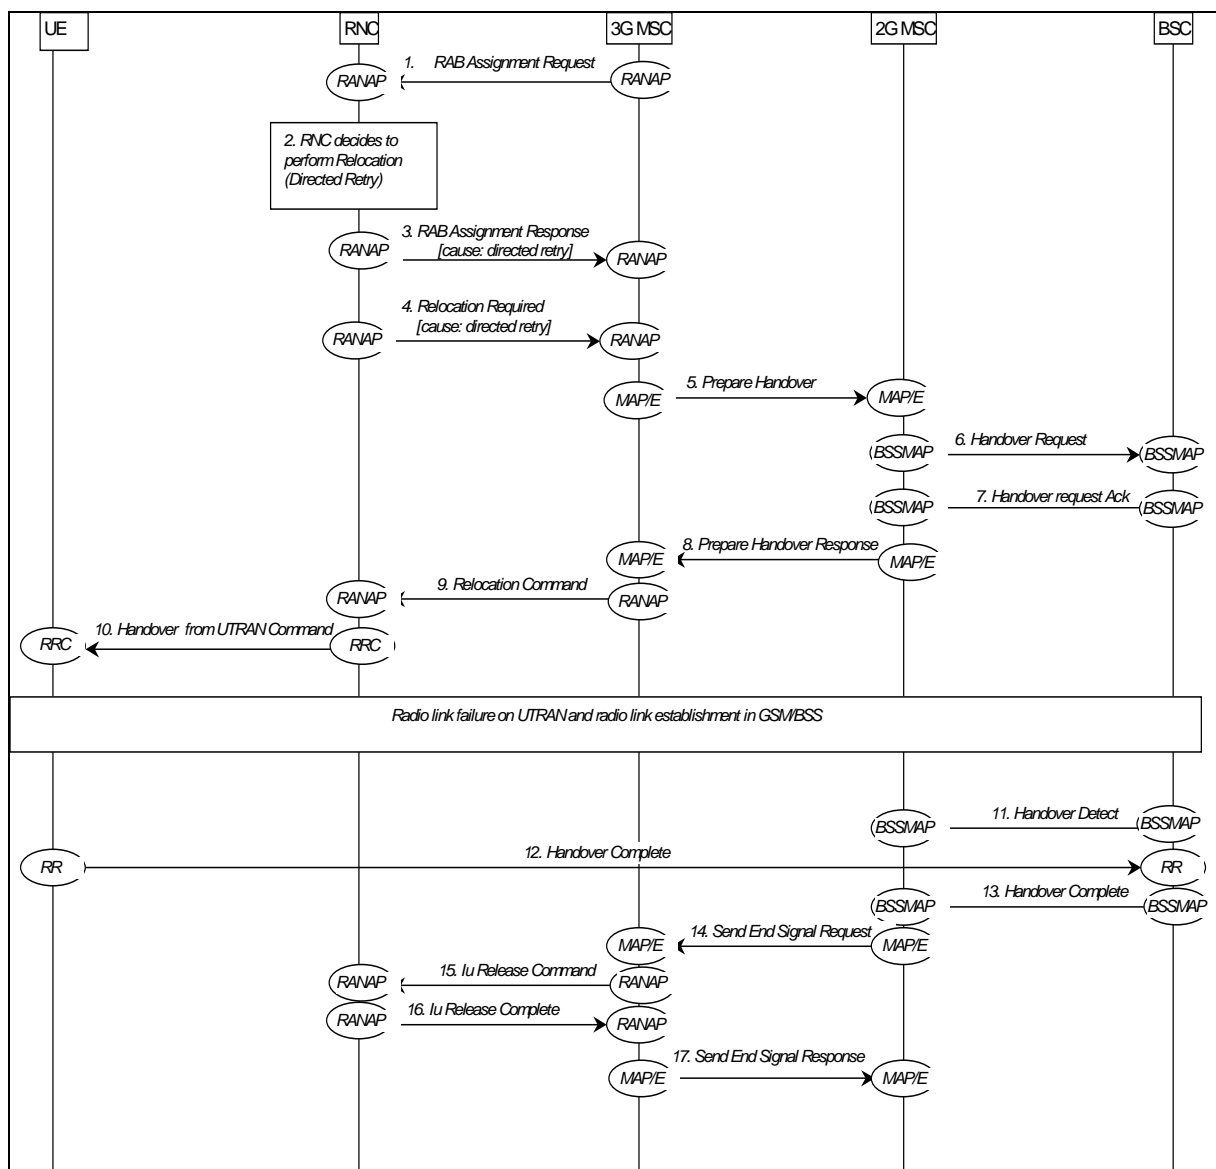 UE RNC 3G MSC 2G MSC BSC
1. RAB Assignment Request
RANAP RANAP
2. RNC decides to
perform Relocation
(Directed Retry)
3. RAB Assignment Response
[cause: directed retry]
RANAP RANAP
4. Relocation Required
[cause: directed retry]
RANAP RANAP
5. Prepare Handover
MAP/E MAP/E
6. Handover Request
BSSMAP BSSMAP
7. Handover request Ack
BSSMAP BSSMAP
8. Prepare Handover Response
MAP/E MAP/E
9. Relocation Command
RANAP RANAP
10. Handover from UTRAN Command
RRC RRC
Radio link failure on UTRAN and radio link establishment in GSM/BSS
11. Handover Detect
BSSMAP BSSMAP
12. Handover Complete
RR RR
13. Handover Complete
BSSMAP BSSMAP
14. Send End Signal Request
MAP/E MAP/E
15. Iu Release Command
RANAP RANAP
16. Iu Release Complete
RANAP RANAP
17. Send End Signal Response
MAP/E MAP/E